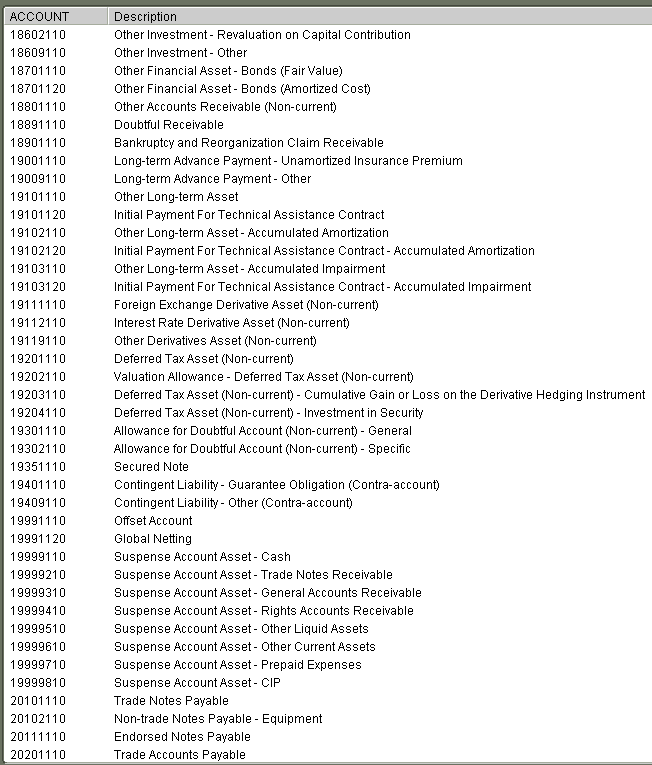 ACCOUNT Description
18602110 Other Investment - Revaluation on Capital Contribution
18609110 Other Investment - Other
18701110 Other Financial Asset - Bonds (Fair Value)
18701120 Other Financial Asset - Bonds (Amortized Cost)
18801110 Other Accounts Receivable (Non-current)
18891110 Doubtful Receivable
18901110 Bankruptcy and Reorganization Claim Receivable
19001110 Long-term Advance Payment - Unamortized Insurance Premium
19009110 Long-term Advance Payment - Other
19101110 Other Long-term Asset
19101120 Initial Payment For Technical Assistance Contract
19102110 Other Long-term Asset - Accumulated Amortization
19102120 Initial Payment For Technical Assistance Contract - Accumulated Amortization
19103110 Other Long-term Asset - Accumulated Impairment
19103120 Initial Payment For Technical Assistance Contract - Accumulated Impairment
19111110 Foreign Exchange Derivative Asset (Non-current)
19112110 Interest Rate Derivative Asset (Non-current)
19119110 Other Derivatives Asset (Non-current)
19201110 Deferred Tax Asset (Non-current)
19202110 Valuation Allowance - Deferred Tax Asset (Non-current)
19203110 Deferred Tax Asset (Non-current) - Cumulative Gain or Loss on the Derivative Hedging Instrument
19204110 Deferred Tax Asset (Non-current) - Investment in Security
19301110 Allowance for Doubtful Account (Non-current) - General
19302110 Allowance for Doubtful Account (Non-current) - Specific
19351110 Secured Note
19401110 Contingent Liability - Guarantee Obligation (Contra-account)
19409110 Contingent Liability - Other (Contra-account)
19991110 Offset Account
19991120 Global Netting
19999110 Suspense Account Asset - Cash
19999210 Suspense Account Asset - Trade Notes Receivable
19999310 Suspense Account Asset - General Accounts Receivable
19999410 Suspense Account Asset - Rights Accounts Receivable
19999510 Suspense Account Asset - Other Liquid Assets
19999610 Suspense Account Asset - Other Current Assets
19999710 Suspense Account Asset - Prepaid Expenses
19999810 Suspense Account Asset - CIP
20101110 Trade Notes Payable
20102110 Non-trade Notes Payable - Equipment
20111110 Endorsed Notes Payable
20201110 Trade Accounts Payable